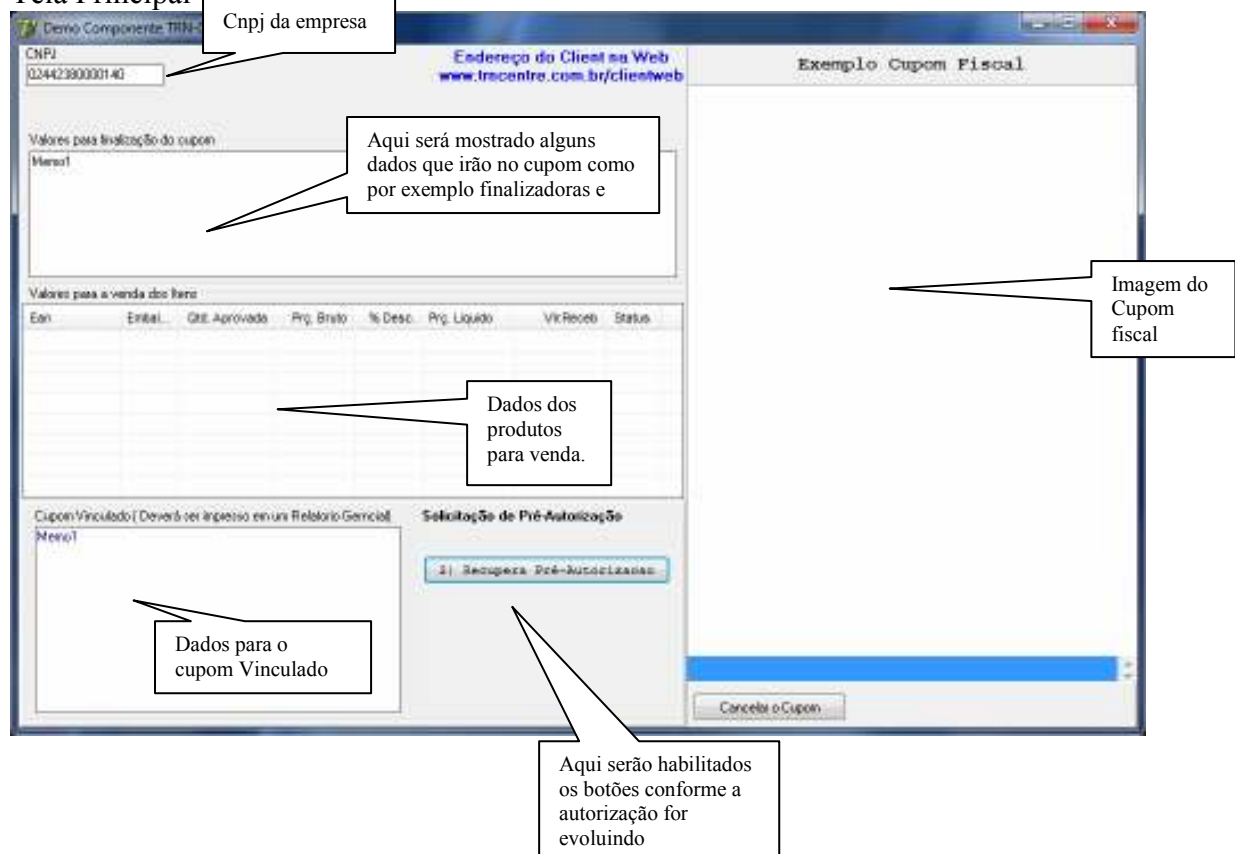 Tela Principal
Cnpj da empresa
Demo Componente
CNPJ
02442380000140
Endereço do Client na Web
www.trncentre.com.br/clientweb
Exemplo Cupom Fiscal
Valores para finalização do cupom
Memo1
Aqui será mostrado alguns
dados que irão no cupom como
por exemplo finalizadoras e
Imagem do
Cupom
fiscal
Valores para a venda dos Itens
Ean Embal... Qtd. Aprovada Prç. Bruto % Desc. Prç. Liquido Vlr.Receb Status
Dados dos
produtos
para venda.
Cupom Vinculado ( Deverá ser impresso em um Relatorio Gerncial)
Memo1
Solicitação de Pré-Autorização
Recupera Pré-Autorizacao
Dados para o
cupom Vinculado
Cancelar o Cupom
Aqui serão habilitados
os botões conforme a
autorização for
evoluindo